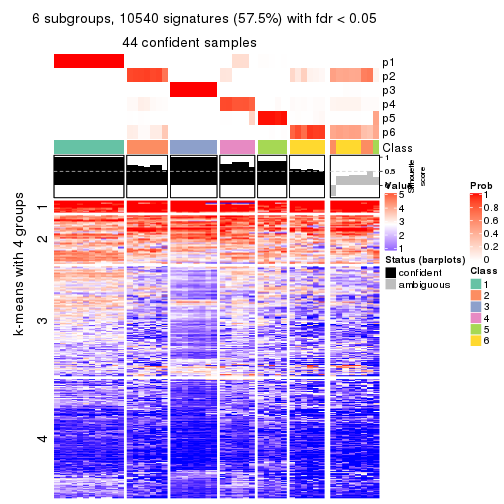 6 subgroups, 10540 signatures (57.5%) with fdr < 0.05
44 confident samples
p1
p2
p3
p4
p5
p6
Class
1
0.5
0
Silhouette
score
k-means with 4 groups
1
2
3
4
Value
5
4
3
2
1
Status (barplots)
confident
ambiguous
Prob
1
0.8
0.6
0.4
0.2
0
Class
1
2
3
4
5
6